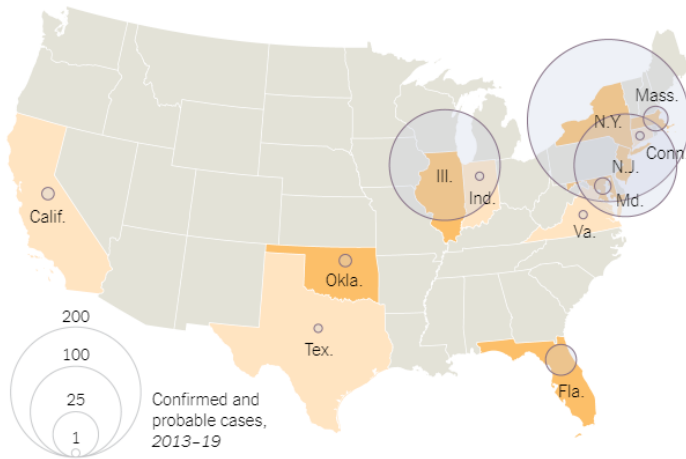 Mass.
N.Y.
Conn.
N.J.
Ill.
Ind.
Md.
Calif.
Va.
Okla.
200
Tex.
100
Fla.
25
Confirmed and
probable cases,
2013–19
1